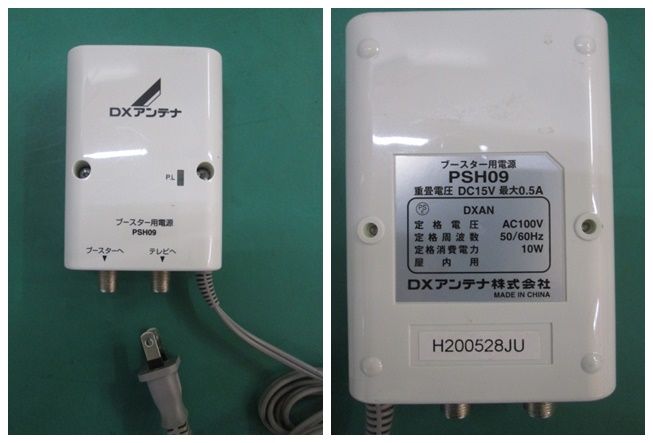 DXアンテナ
P.L
ブースター用電源
PSH09
ブースターへ
テレビへ
ブースター用電源
PSH09
重畳電圧 DC15V 最大0.5A
PS E DXAN
定格電圧 AC100V
定格周波数 50/60Hz
定格消費電力 10W
屋内用
DXアンテナ株式会社
MADE IN CHINA
H200528JU